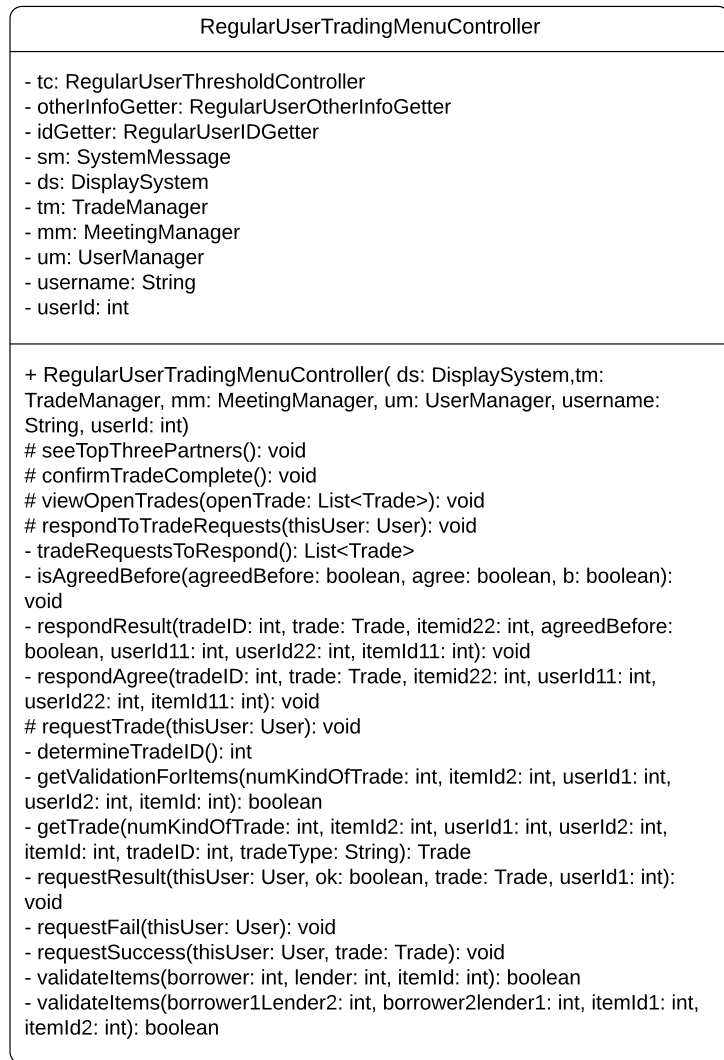 RegularUserTradingMenuController
- tc: RegularUserThresholdController
- otherInfoGetter: RegularUserOtherInfoGetter
- idGetter: RegularUserIDGetter
- sm: SystemMessage
- ds: DisplaySystem
- tm: TradeManager
- mm: MeetingManager
- um: UserManager
- username: String
- userId: int
+ RegularUserTradingMenuController( ds: DisplaySystem,tm:
TradeManager, mm: MeetingManager, um: UserManager, username:
String, userId: int)
# seeTopThreePartners(): void
# confirmTradeComplete(): void
# viewOpenTrades(openTrade: List<Trade>): void
# respondToTradeRequests(thisUser: User): void
- tradeRequestsToRespond(): List<Trade>
- isAgreedBefore(agreedBefore: boolean, agree: boolean, b: boolean):
void
- respondResult(tradeID: int, trade: Trade, itemid22: int, agreedBefore:
boolean, userId11: int, userId22: int, itemId11: int): void
- respondAgree(tradeID: int, trade: Trade, itemid22: int, userId11: int,
userId22: int, itemId11: int): void
# requestTrade(thisUser: User): void
- determineTradeID(): int
- getValidationForItems(numKindOfTrade: int, itemId2: int, userId1: int,
userId2: int, itemId: int): boolean
- getTrade(numKindOfTrade: int, itemId2: int, userId1: int, userId2: int,
itemId: int, tradeID: int, tradeType: String): Trade
- requestResult(thisUser: User, ok: boolean, trade: Trade, userId1: int):
void
- requestFail(thisUser: User): void
- requestSuccess(thisUser: User, trade: Trade): void
- validateItems(borrower: int, lender: int, itemId: int): boolean
- validateItems(borrower1Lender2: int, borrower2lender1: int, itemId1: int,
itemId2: int): boolean